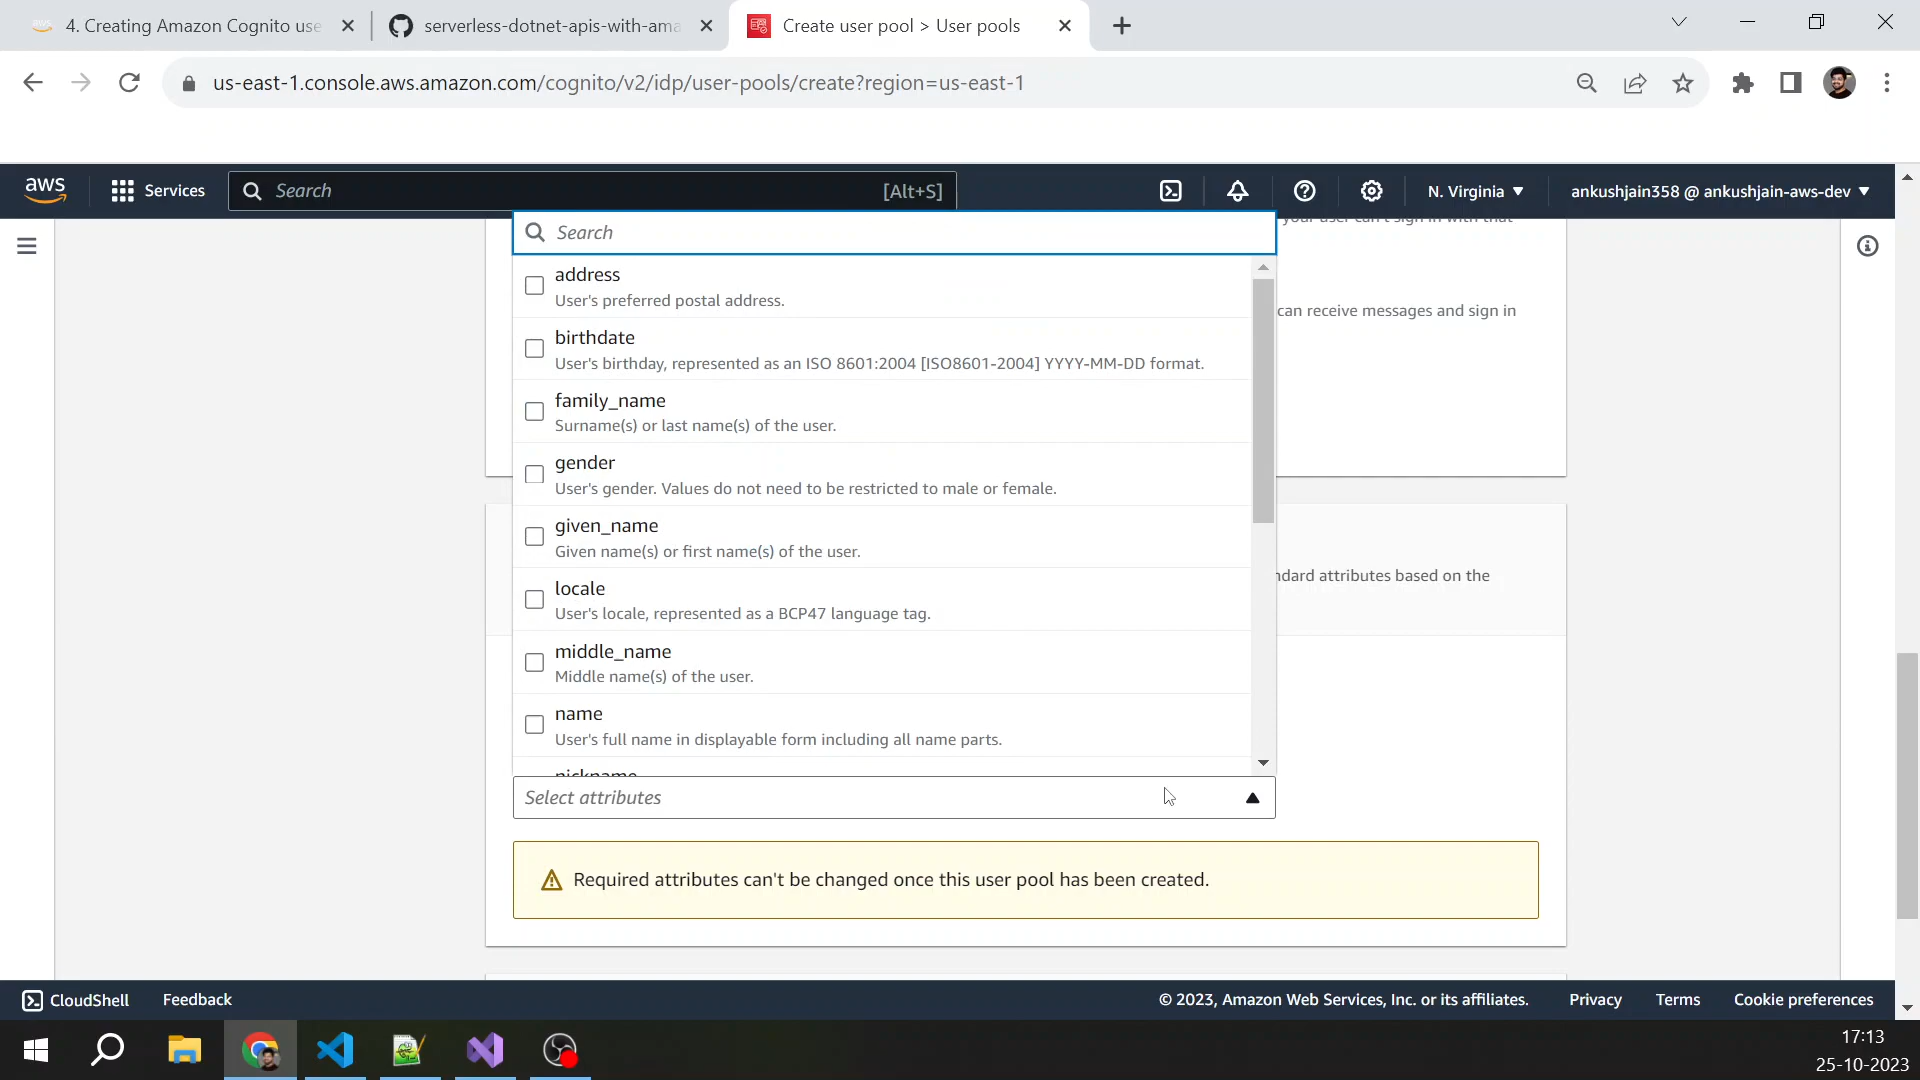 4. Creating Amazon Cognito use
serverless-dotnet-apis-with-ama
Create user pool > User pools
us-east-1.console.aws.amazon.com/cognito/v2/idp/user-pools/create?region=us-east-1
aws
Services
Search
[Alt+S]
N. Virginia
ankushjain358 @ ankushjain-aws-dev
your user can't sign in with that
Search
address
User's preferred postal address.
can receive messages and sign in
birthdate
User's birthday, represented as an ISO 8601:2004 [ISO8601-2004] YYYY-MM-DD format.
family_name
Surname(s) or last name(s) of the user.
gender
User's gender. Values do not need to be restricted to male or female.
given_name
Given name(s) or first name(s) of the user.
ndard attributes based on the
locale
User's locale, represented as a BCP47 language tag.
middle_name
Middle name(s) of the user.
name
User's full name in displayable form including all name parts.
nickname
Select attributes
Required attributes can't be changed once this user pool has been created.
CloudShell
Feedback
© 2023, Amazon Web Services, Inc. or its affiliates.
Privacy
Terms
Cookie preferences
17:13
25-10-2023